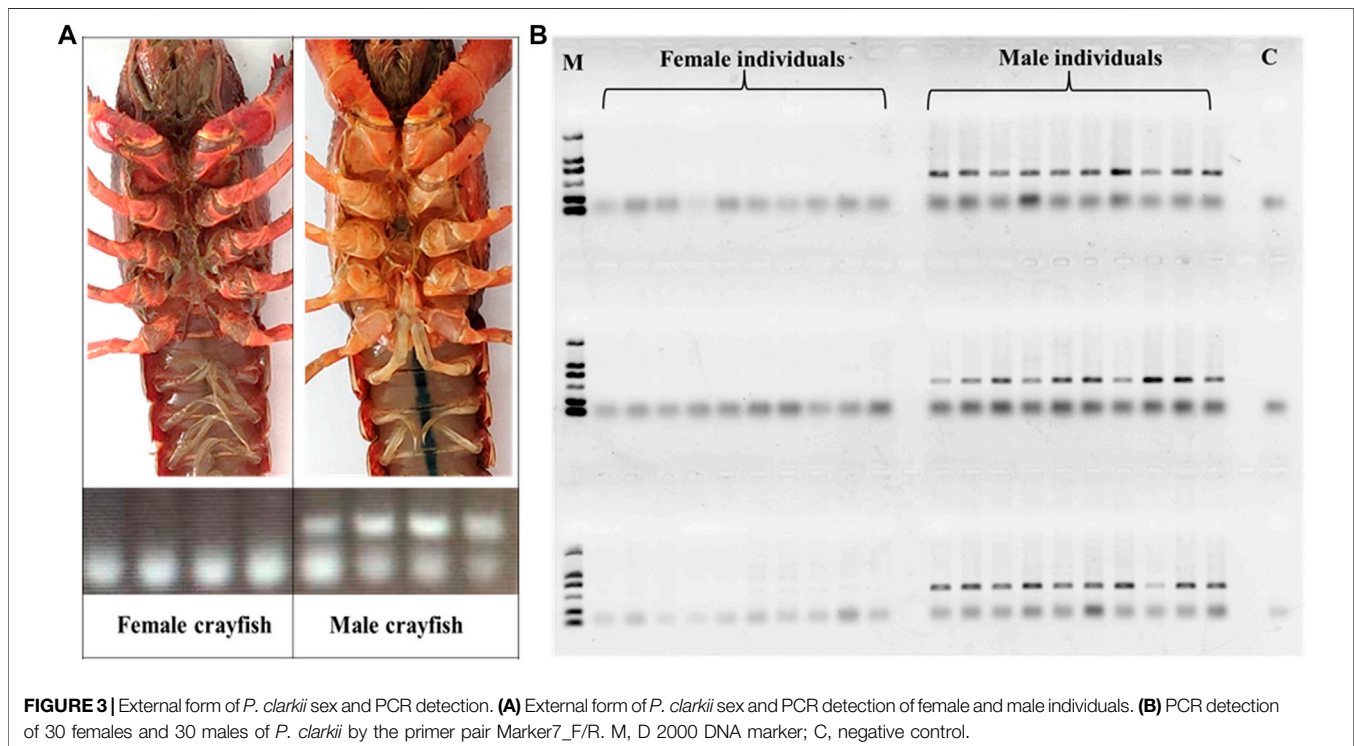 A
B
M
Female individuals
Male individuals
C
Female crayfish
Male crayfish
FIGURE 3 | External form of P. clarkii sex and PCR detection. (A) External form of P. clarkii sex and PCR detection of female and male individuals. (B) PCR detection
of 30 females and 30 males of P. clarkii by the primer pair Marker7_F/R. M, D 2000 DNA marker; C, negative control.